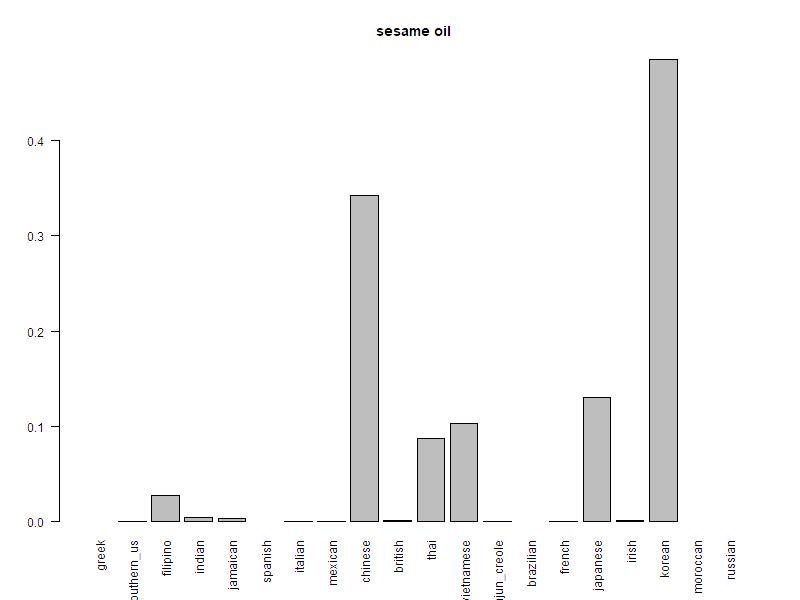 sesame oil
0.4
0.3
0.2
0.1
0.0
greek
outhern_us
filipino
indian
jamaican
spanish
italian
mexican
chinese
british
thai
ietnamese
jun_creole
brazilian
french
japanese
irish
korean
moroccan
russian